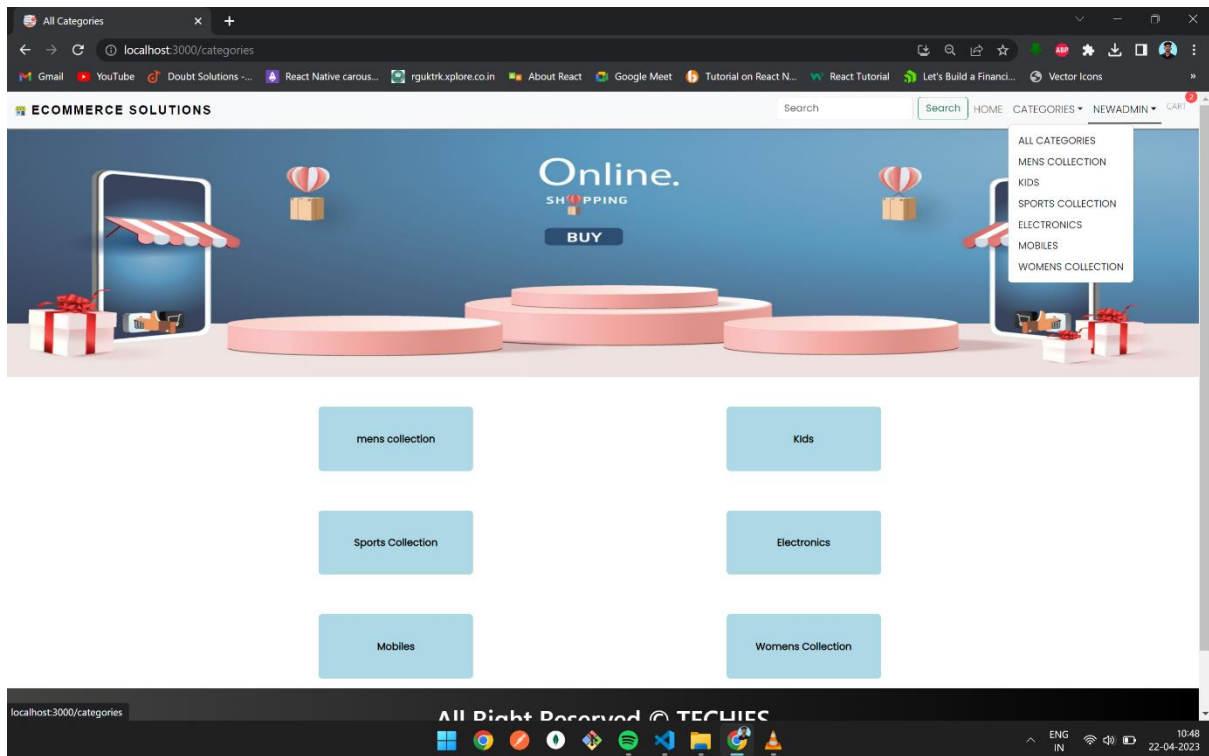 All Categories
localhost:3000/categories
Gmail YouTube Doubt Solutions -... React Native carous... rguktrk.xplore.co.in About React Google Meet Tutorial on React N... React Tutorial Let's Build a Financi... Vector Icons »
ECOMMERCE SOLUTIONS Search Search HOME CATEGORIES NEWADMIN CART 2
ALL CATEGORIES
MENS COLLECTION
KIDS
SPORTS COLLECTION
ELECTRONICS
MOBILES
WOMENS COLLECTION
Online.
SHOPPING
BUY
mens collection Kids
Sports Collection Electronics
Mobiles Womens Collection
All Right Reserved © TECHIES
localhost:3000/categories
ENG
IN
10:48
22-04-2023